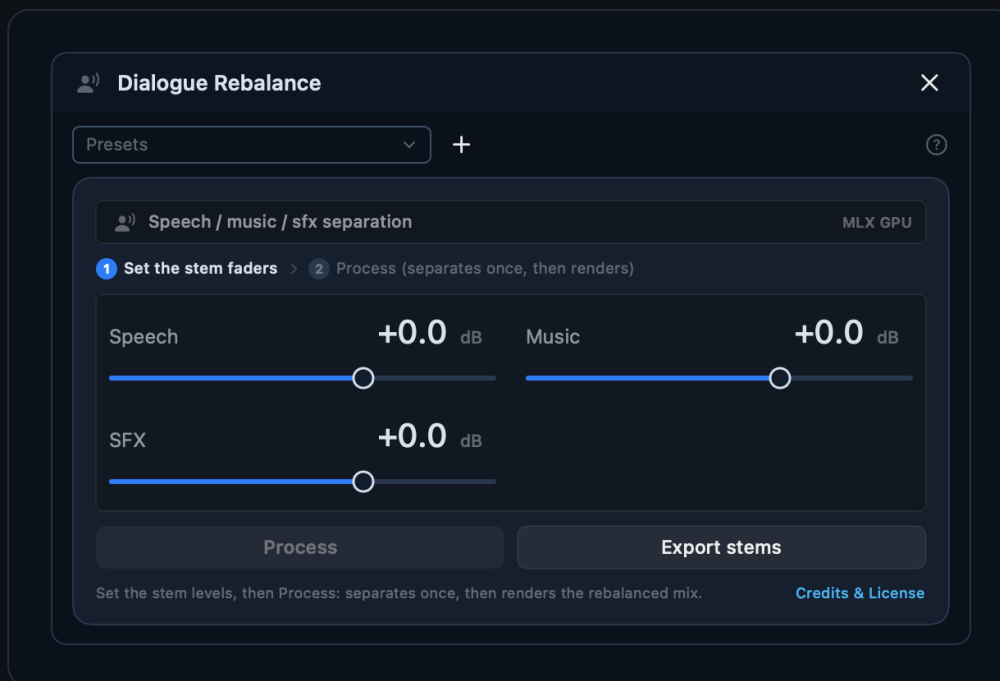 Dialogue Rebalance
Presets
?
Speech / music / sfx separation MLX GPU
1 Set the stem faders > 2 Process (separates once, then renders)
Speech +0.0 dB Music +0.0 dB
SFX +0.0 dB
Process Export stems
Set the stem levels, then Process: separates once, then renders the rebalanced mix. Credits & License